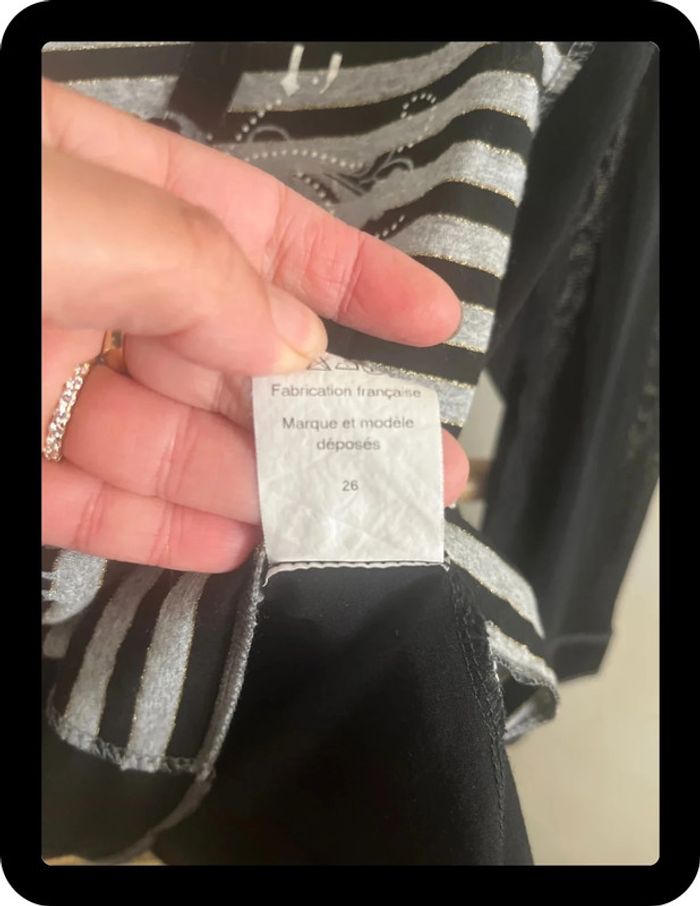 Fabrication française
Marque et modèle
déposés
26